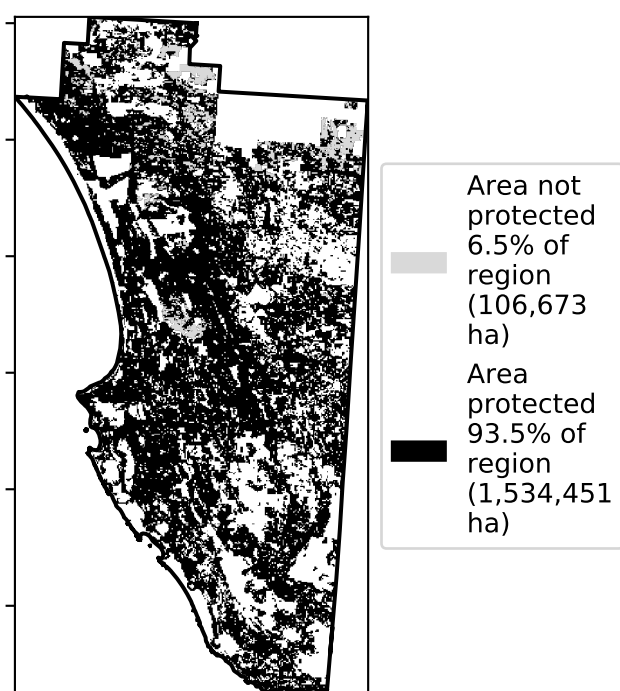 Area not
protected
6.5% of
region
(106,673
ha)
Area
protected
93.5% of
region
(1,534,451
ha)